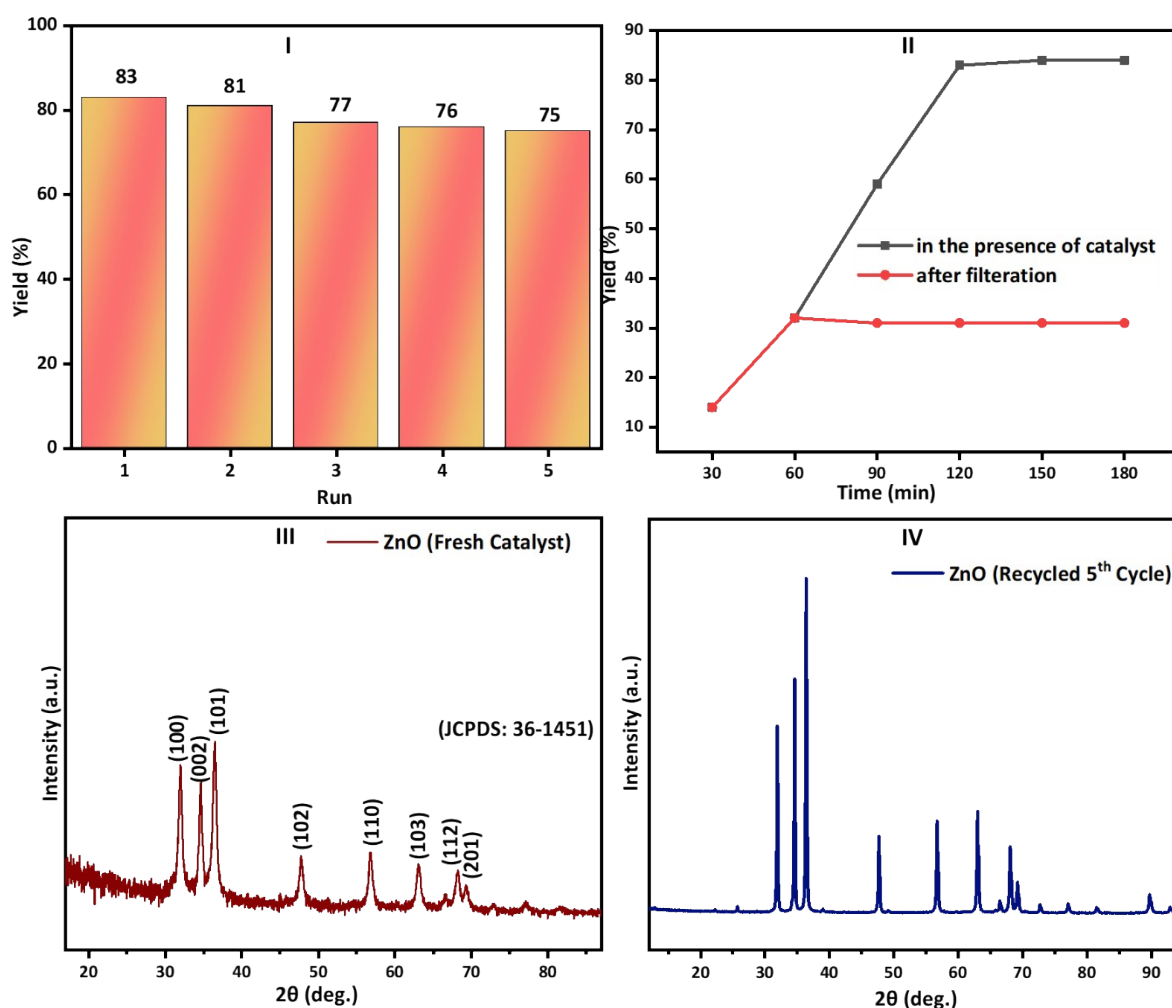 I
100
80
60
40
20
0
Yield (%)
83
81
77
76
75
1 2 3 4 5
Run
II
90
80
70
60
50
40
30
20
10
Yield (%)
in the presence of catalyst
after filteration
30 60 90 120 150 180
Time (min)
III
ZnO (Fresh Catalyst)
(JCPDS: 36-1451)
Intensity (a.u.)
(100)
(002)
(101)
(102)
(110)
(103)
(112)
(201)
20 30 40 50 60 70 80
2θ (deg.)
IV
ZnO (Recycled 5th Cycle)
Intensity (a.u.)
20 30 40 50 60 70 80 90
2θ (deg.)